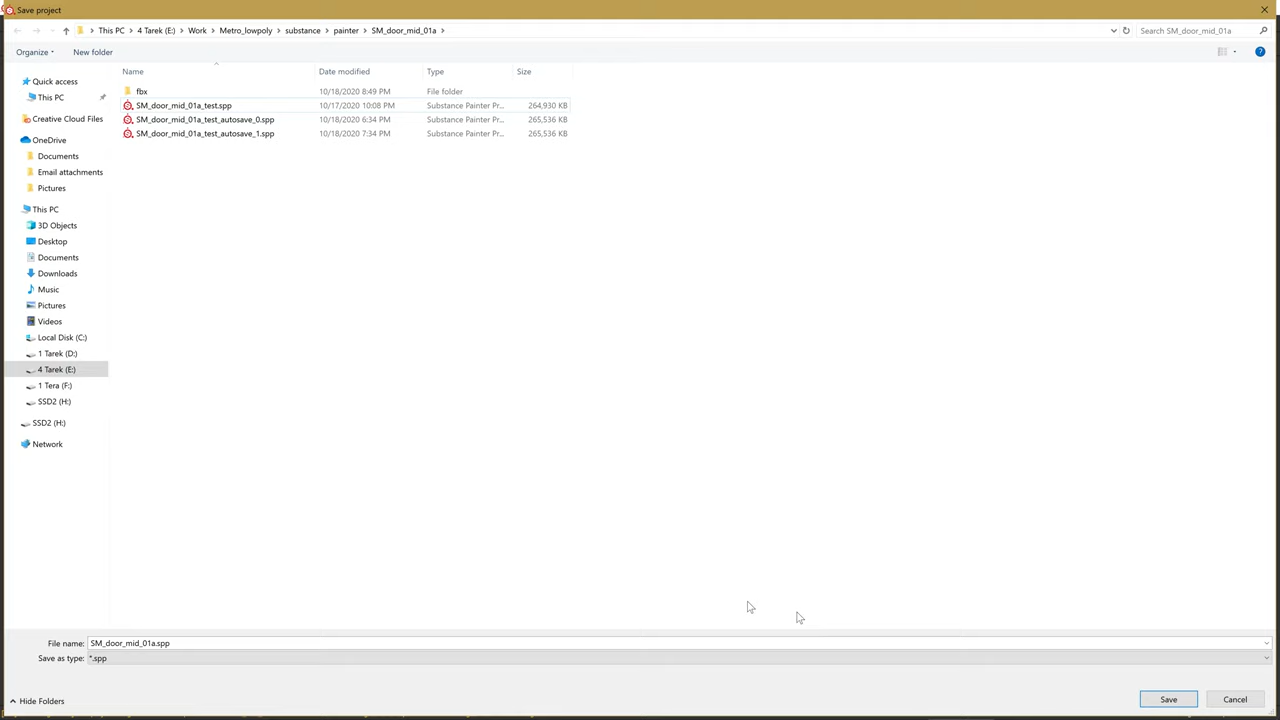 Save project
This PC > 4 Tarek (E:) > Work > Metro_lowpoly > substance > painter > SM_door_mid_01a >
Search SM_door_mid_01a
Organize
New folder
?
Name Date modified Type Size
fbx 10/18/2020 8:49 PM File folder
SM_door_mid_01a_test.spp 10/17/2020 10:08 PM Substance Painter Pr... 264,930 KB
SM_door_mid_01a_test_autosave_0.spp 10/18/2020 6:34 PM Substance Painter Pr... 265,536 KB
SM_door_mid_01a_test_autosave_1.spp 10/18/2020 7:34 PM Substance Painter Pr... 265,536 KB
Quick access
This PC
Creative Cloud Files
OneDrive
Documents
Email attachments
Pictures
This PC
3D Objects
Desktop
Documents
Downloads
Music
Pictures
Videos
Local Disk (C:)
1 Tarek (D:)
4 Tarek (E:)
1 Tera (F:)
SSD2 (H:)
SSD2 (H:)
Network
File name: SM_door_mid_01a.spp
Save as type: *.spp
Hide Folders
Save
Cancel